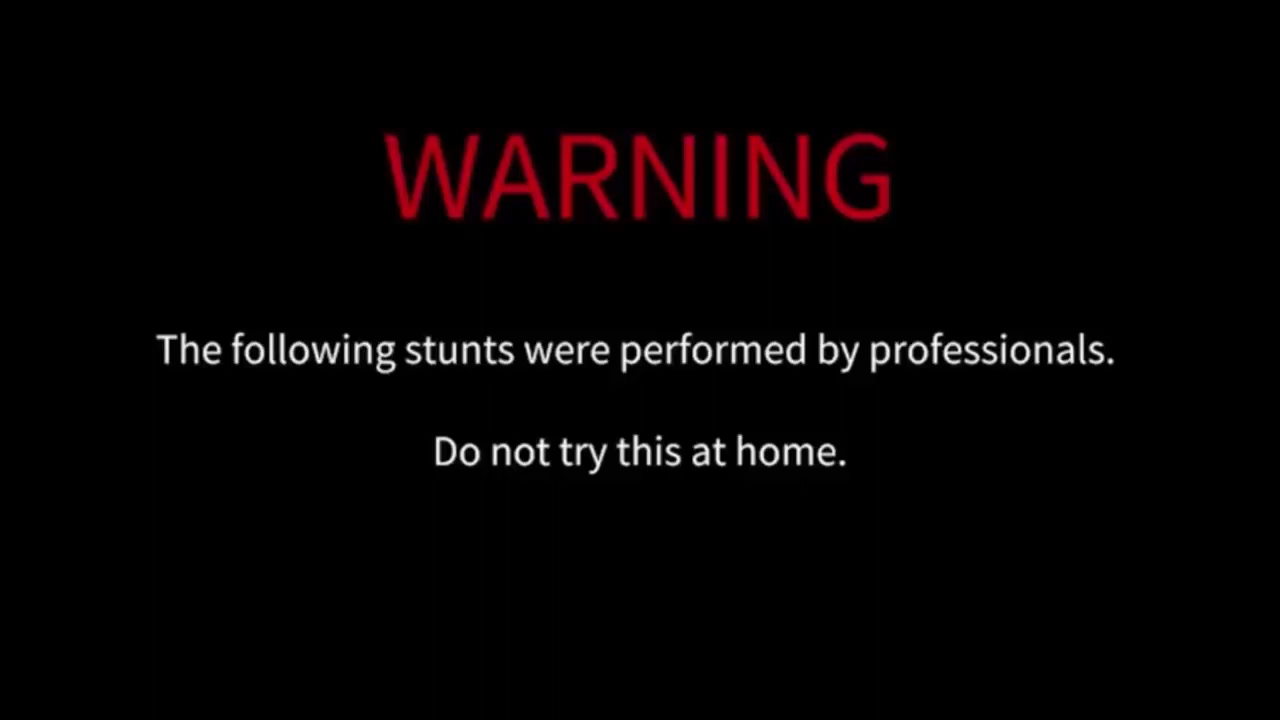 WARNING
The following stunts were performed by professionals.
Do not try this at home.